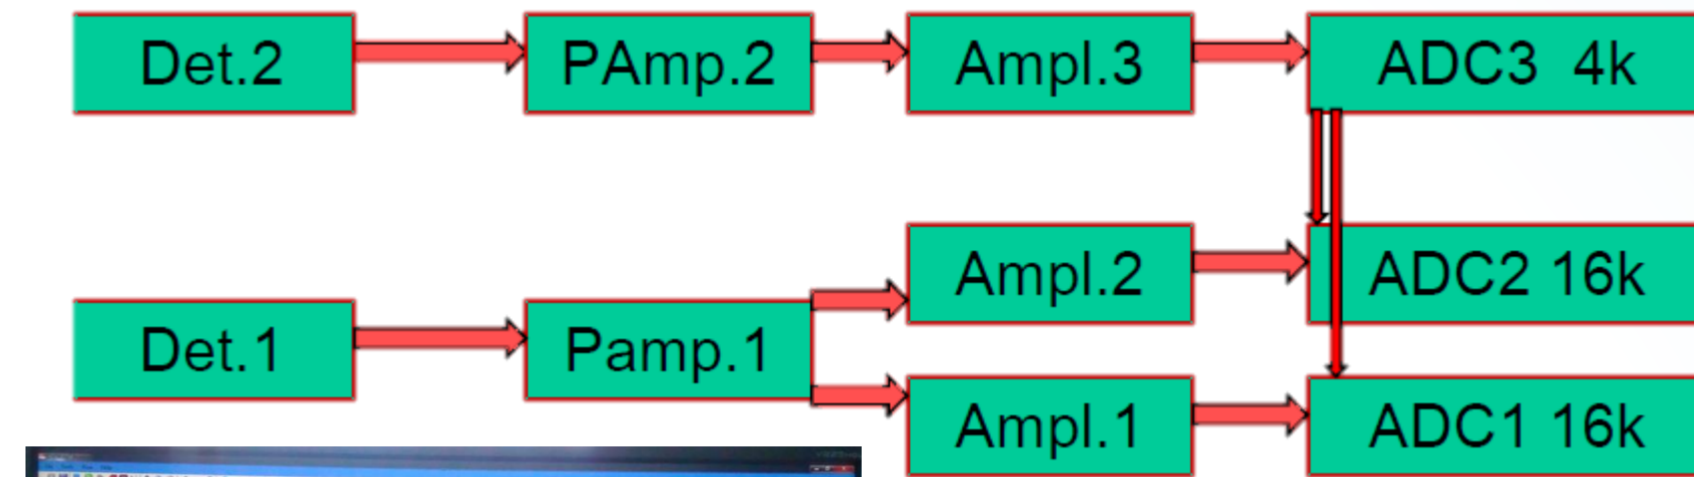 Det.2
PAmp.2
Ampl.3
ADC3 4k
Ampl.2
ADC2 16k
Det.1
Pamp.1
Ampl.1
ADC1 16k